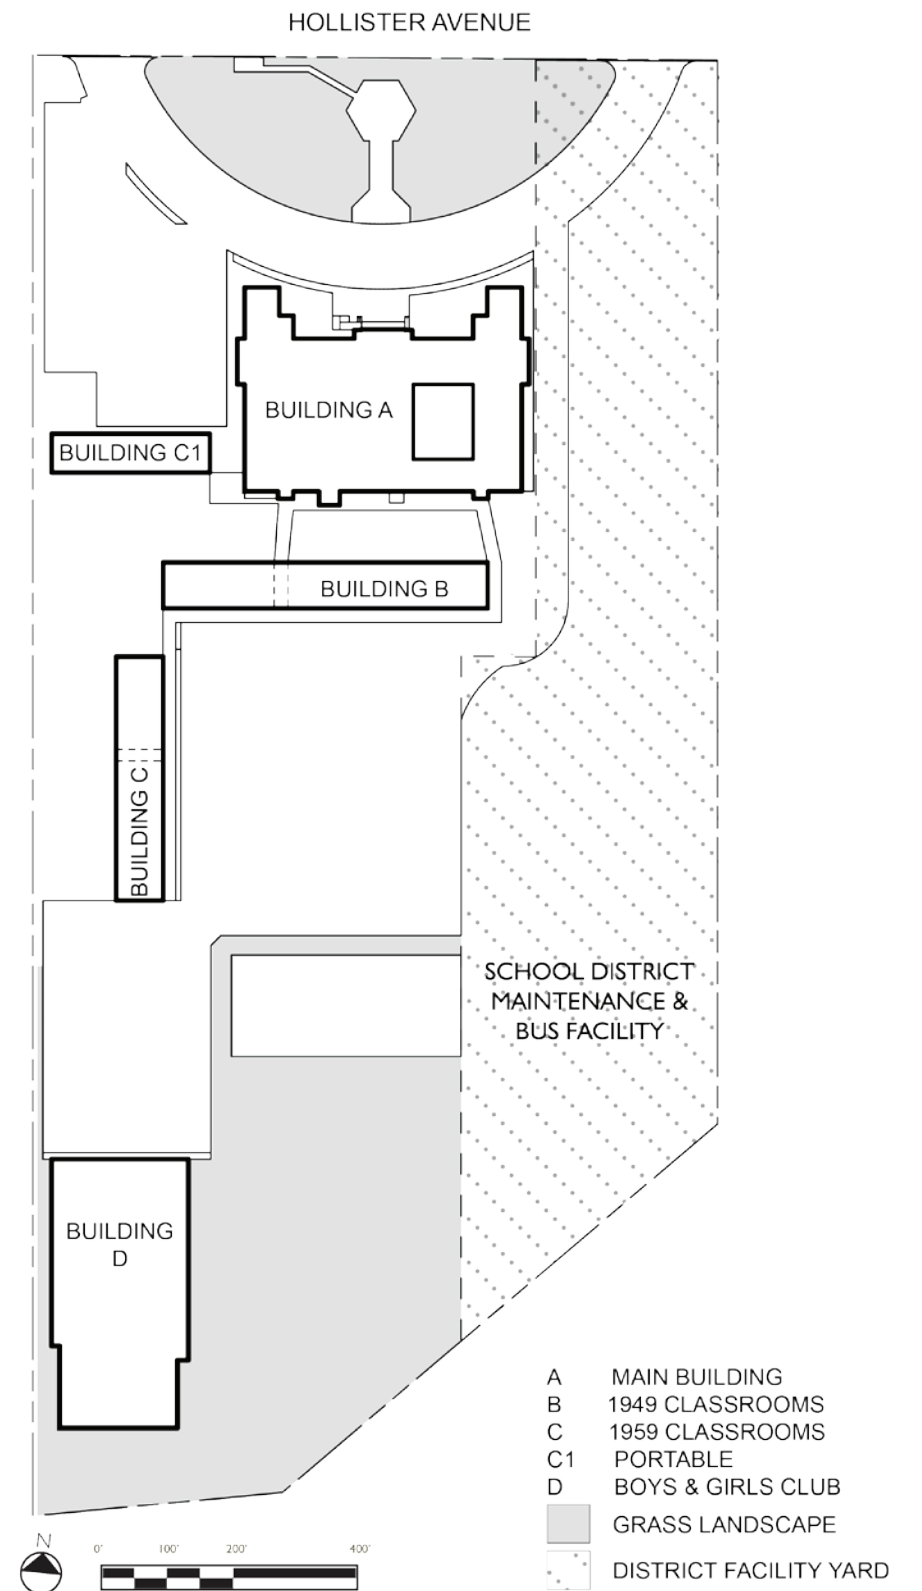 HOLLISTER AVENUE
BUILDING A
BUILDING C1
BUILDING B
BUILDING C
SCHOOL DISTRICT
MAINTENANCE &
BUS FACILITY
BUILDING
D
A MAIN BUILDING
B 1949 CLASSROOMS
C 1959 CLASSROOMS
C1 PORTABLE
D BOYS & GIRLS CLUB
GRASS LANDSCAPE
DISTRICT FACILITY YARD
N
0' 100' 200' 400'